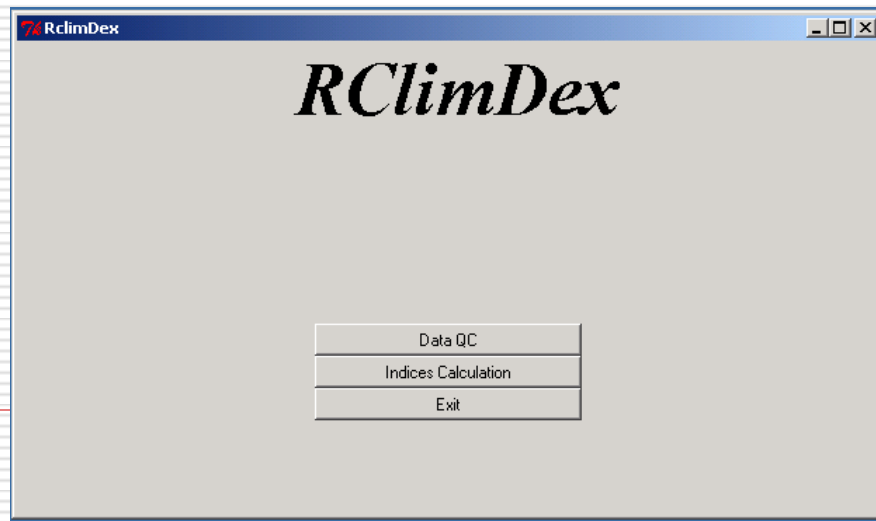 RclimDex
RClimDex
Data QC
Indices Calculation
Exit